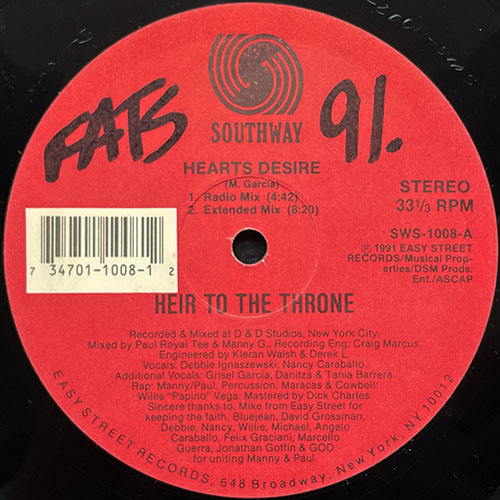 FATS 91.
SOUTHWAY
HEARTS DESIRE
(M. Garcia)
1. Radio Mix (4:42)
2. Extended Mix (8:20)
STEREO
33 1/3 RPM
SWS-1008-A
Ⓟ 1991 EASY STREET
RECORDS/Musical Prop-
erties/DSM Prods.
Ent./ASCAP
7 34701-1008-1 2
HEIR TO THE THRONE
Recorded & Mixed at D & D Studios, New York City.
Mixed by Paul Royal Tee & Manny G., Recording Eng: Craig Marcus.
Engineered by Kieran Walsh & Derek L.
Vocals: Debbie Ignaszewski, Nancy Caraballo.
Additional Vocals: Grisel Garcia, Danitza & Tania Barrera.
Rap: Manny/Paul, Percussion, Maracas & Cowbell:
Willie "Papino" Vega. Mastered by Dick Charles.
Sincere thanks to: Mike from Easy Street for
keeping the faith, Bluejean, David Grossman,
Debbie, Nancy, Willie, Michael, Angelo
Caraballo, Felix Graciani, Marcello
Guerra, Jonathan Goffin & GOD
for uniting Manny & Paul.
EASY STREET RECORDS, 648 Broadway, New York, NY 10012